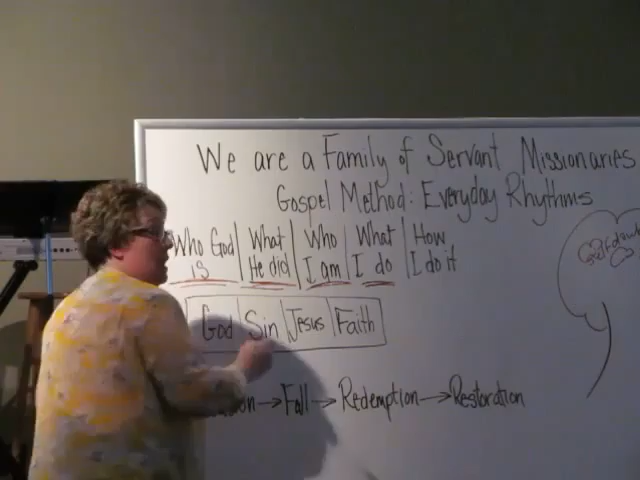 We are a Family of Servant Missionaries
Gospel Method: Everyday Rhythms
Who God is | What He did | Who I am | What I do | How I do it
God | Sin | Jesus | Faith
→ Fall → Redemption → Restoration